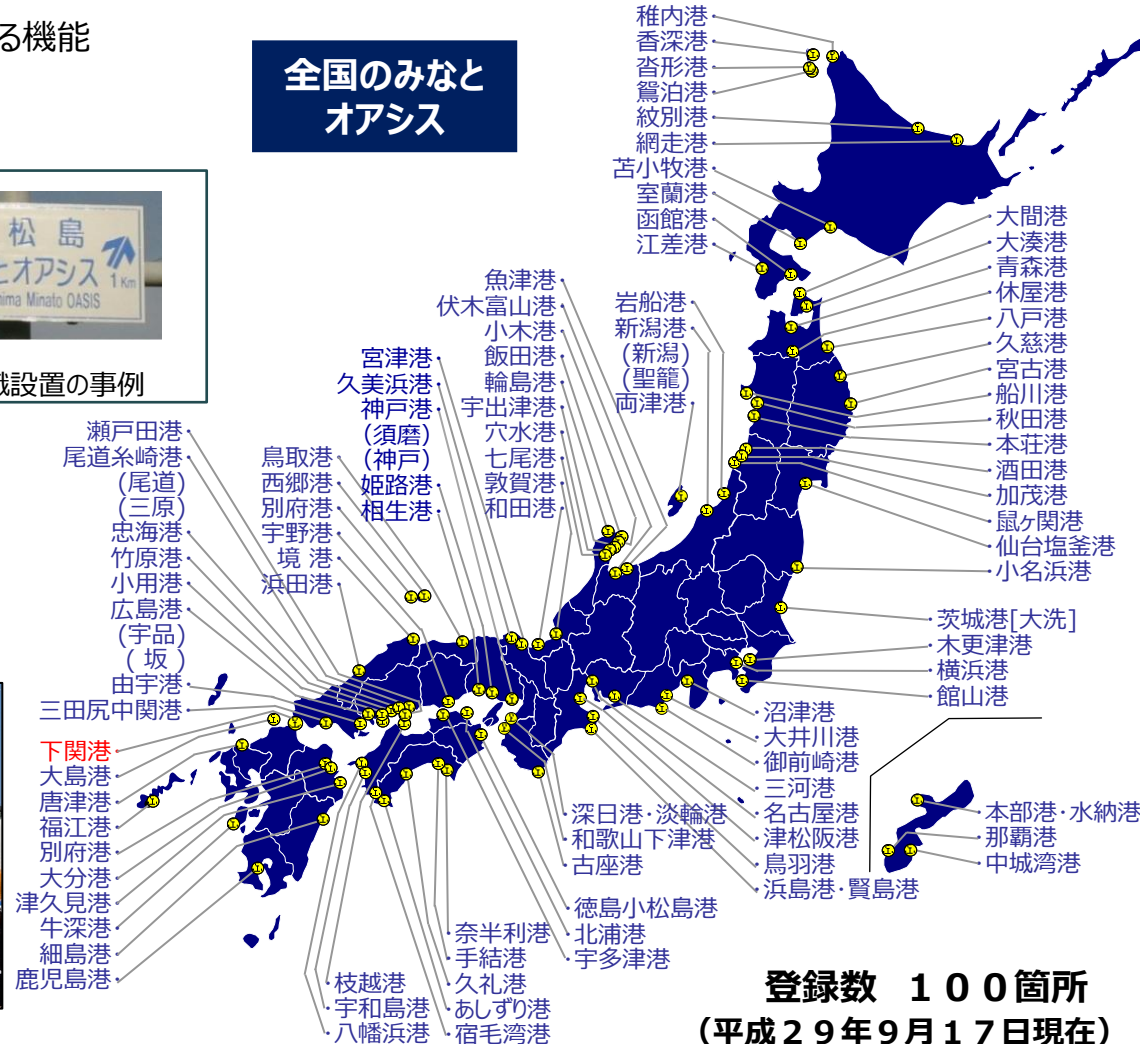 る機能
全国のみなと
オアシス
松島
とオアシス 1Km
hima Minato OASIS
設置の事例
稚内港
香深港
沓形港
鴛泊港
紋別港
網走港
苫小牧港
室蘭港
函館港
江差港
大間港
大湊港
青森港
休屋港
八戸港
久慈港
宮古港
船川港
秋田港
本荘港
酒田港
加茂港
鼠ヶ関港
仙台塩釜港
小名浜港
茨城港[大洗]
木更津港
横浜港
館山港
岩船港
新潟港
(新潟)
(聖籠)
両津港
魚津港
伏木富山港
小木港
飯田港
輪島港
宇出津港
穴水港
七尾港
敦賀港
和田港
宮津港
久美浜港
神戸港
(須磨)
(神戸)
姫路港
相生港
鳥取港
西郷港
別府港
宇野港
境 港
浜田港
瀬戸田港
尾道糸崎港
(尾道)
(三原)
忠海港
竹原港
小用港
広島港
(宇品)
( 坂 )
由宇港
三田尻中関港
下関港
大島港
唐津港
福江港
別府港
大分港
津久見港
牛深港
細島港
鹿児島港
沼津港
大井川港
御前崎港
三河港
名古屋港
津松阪港
鳥羽港
浜島港・賢島港
深日港・淡輪港
和歌山下津港
古座港
徳島小松島港
北浦港
宇多津港
奈半利港
手結港
久礼港
あしずり港
宿毛湾港
枝越港
宇和島港
八幡浜港
本部港・水納港
那覇港
中城湾港
登録数 １００箇所
（平成２９年９月１７日現在）